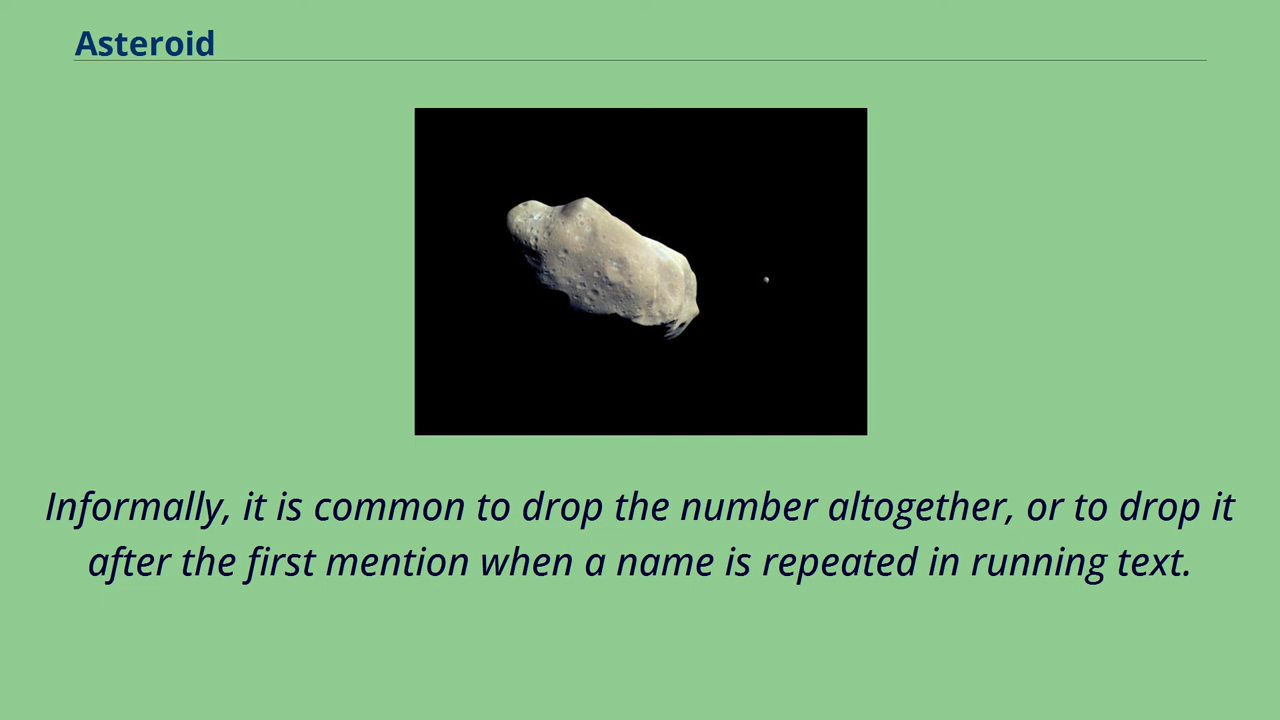 Asteroid
Informally, it is common to drop the number altogether, or to drop it
after the first mention when a name is repeated in running text.